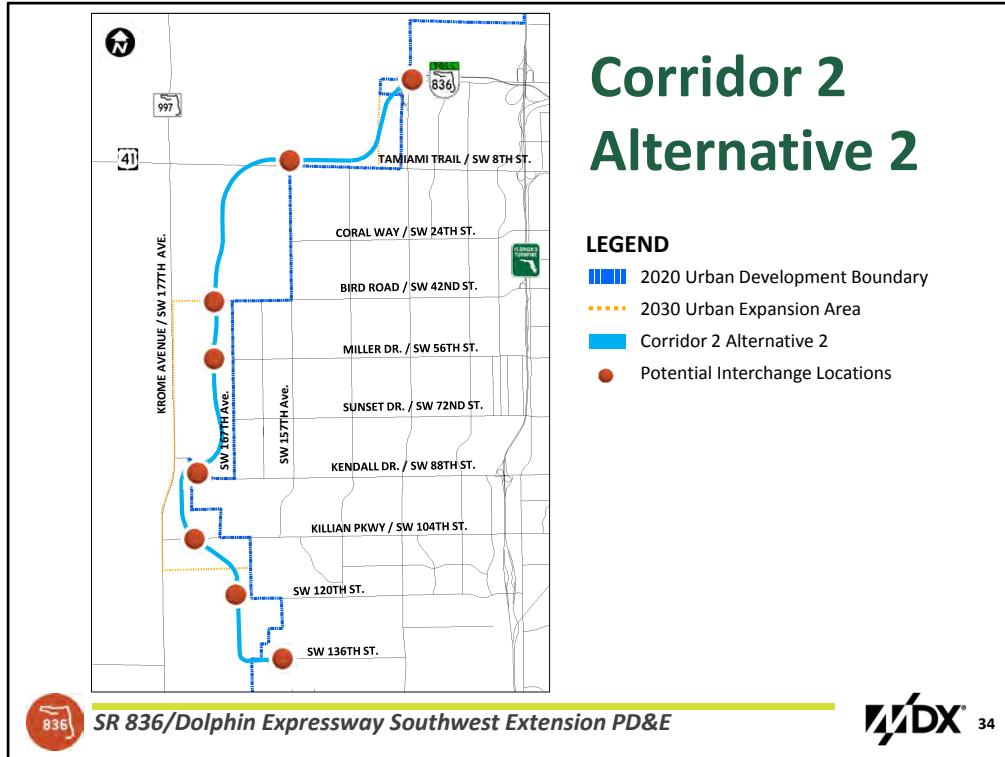 N
TOLL
836
997
41
TAMIAMI TRAIL / SW 8TH ST.
CORAL WAY / SW 24TH ST.
FLORIDA'S
TURNPIKE
BIRD ROAD / SW 42ND ST.
KROME AVENUE / SW 177TH AVE.
MILLER DR. / SW 56TH ST.
SW 167TH Ave.
SW 157TH Ave.
SUNSET DR. / SW 72ND ST.
KENDALL DR. / SW 88TH ST.
KILLIAN PKWY / SW 104TH ST.
SW 120TH ST.
SW 136TH ST.
Corridor 2
Alternative 2
LEGEND
2020 Urban Development Boundary
2030 Urban Expansion Area
Corridor 2 Alternative 2
Potential Interchange Locations
836
SR 836/Dolphin Expressway Southwest Extension PD&E
MDX®
34